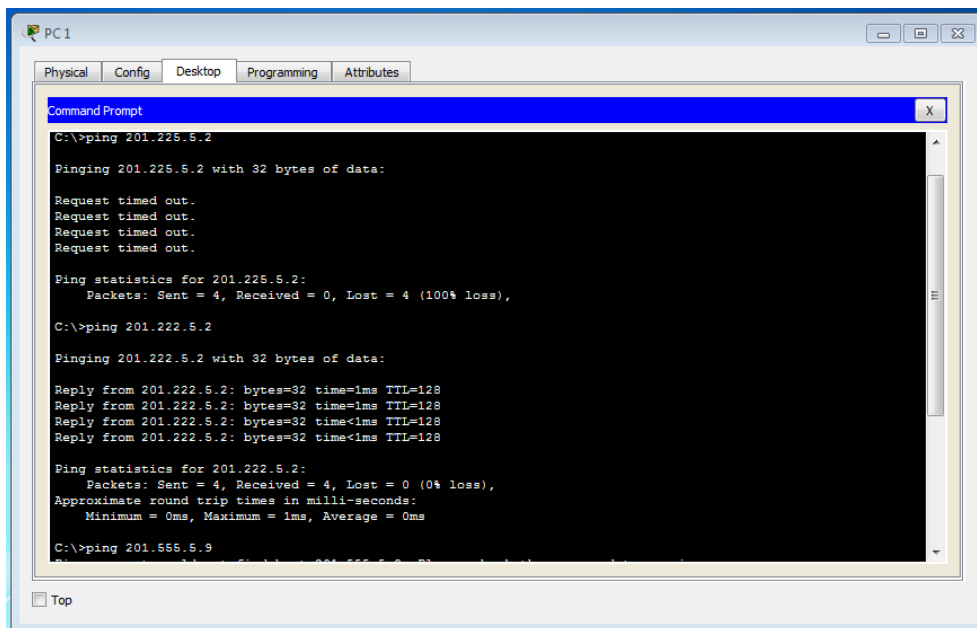 PC1
Physical Config Desktop Programming Attributes
Command Prompt
X
C:\>ping 201.225.5.2
Pinging 201.225.5.2 with 32 bytes of data:
Request timed out.
Request timed out.
Request timed out.
Request timed out.
Ping statistics for 201.225.5.2:
Packets: Sent = 4, Received = 0, Lost = 4 (100% loss),
C:\>ping 201.222.5.2
Pinging 201.222.5.2 with 32 bytes of data:
Reply from 201.222.5.2: bytes=32 time=1ms TTL=128
Reply from 201.222.5.2: bytes=32 time=1ms TTL=128
Reply from 201.222.5.2: bytes=32 time<1ms TTL=128
Reply from 201.222.5.2: bytes=32 time<1ms TTL=128
Ping statistics for 201.222.5.2:
Packets: Sent = 4, Received = 4, Lost = 0 (0% loss),
Approximate round trip times in milli-seconds:
Minimum = 0ms, Maximum = 1ms, Average = 0ms
C:\>ping 201.555.5.9
Top